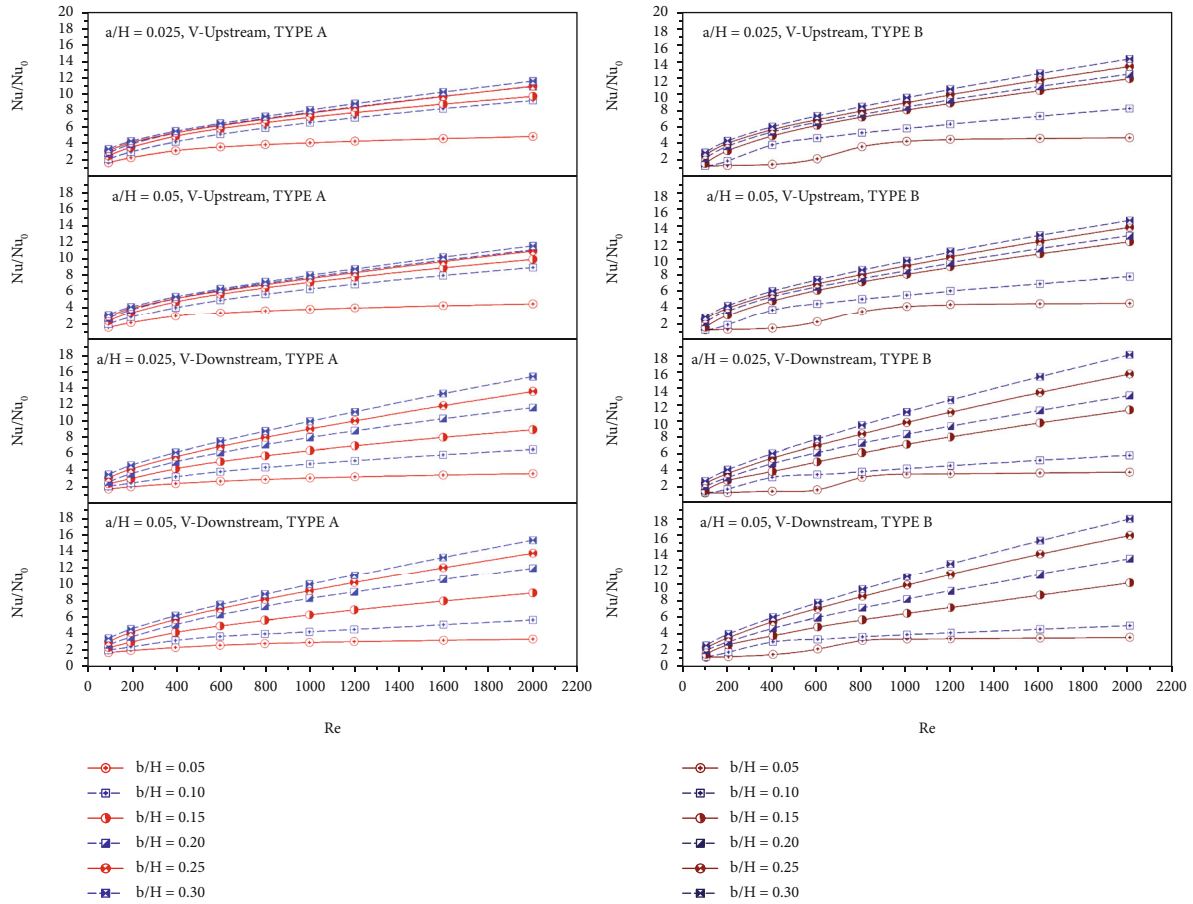 a/H = 0.025, V-Upstream, TYPE A
Nu/Nu0
20
18
16
14
12
10
8
6
4
2
a/H = 0.05, V-Upstream, TYPE A
Nu/Nu0
18
16
14
12
10
8
6
4
2
a/H = 0.025, V-Downstream, TYPE A
Nu/Nu0
18
16
14
12
10
8
6
4
2
a/H = 0.05, V-Downstream, TYPE A
Nu/Nu0
18
16
14
12
10
8
6
4
2
0
0 200 400 600 800 1000 1200 1400 1600 1800 2000 2200
Re
b/H = 0.05
b/H = 0.10
b/H = 0.15
b/H = 0.20
b/H = 0.25
b/H = 0.30
a/H = 0.025, V-Upstream, TYPE B
Nu/Nu0
20
18
16
14
12
10
8
6
4
2
a/H = 0.05, V-Upstream, TYPE B
Nu/Nu0
18
16
14
12
10
8
6
4
2
a/H = 0.025, V-Downstream, TYPE B
Nu/Nu0
18
16
14
12
10
8
6
4
2
a/H = 0.05, V-Downstream, TYPE B
Nu/Nu0
18
16
14
12
10
8
6
4
2
0
0 200 400 600 800 1000 1200 1400 1600 1800 2000 2200
Re
b/H = 0.05
b/H = 0.10
b/H = 0.15
b/H = 0.20
b/H = 0.25
b/H = 0.30